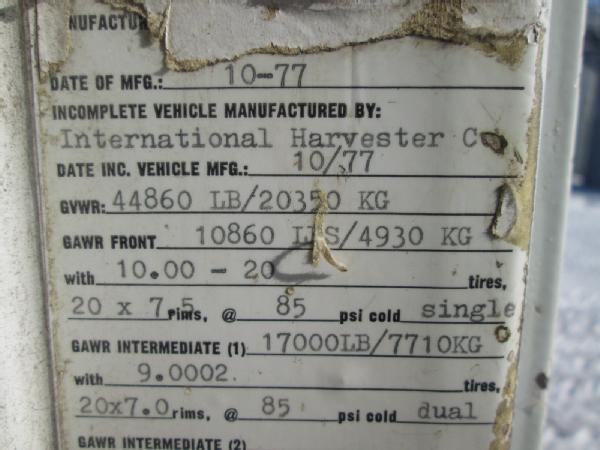 NUFACTUR
DATE OF MFG.: 10-77
INCOMPLETE VEHICLE MANUFACTURED BY:
International Harvester Co.
DATE INC. VEHICLE MFG.: 10/77
GVWR: 44860 LB/20350 KG
GAWR FRONT 10860 LBS/4930 KG
with 10.00 - 20 tires,
20 x 7.5 rims, @ 85 psi cold single
GAWR INTERMEDIATE (1) 17000LB/7710KG
with 9.0002. tires,
20x7.0 rims, @ 85 psi cold dual
GAWR INTERMEDIATE (2)